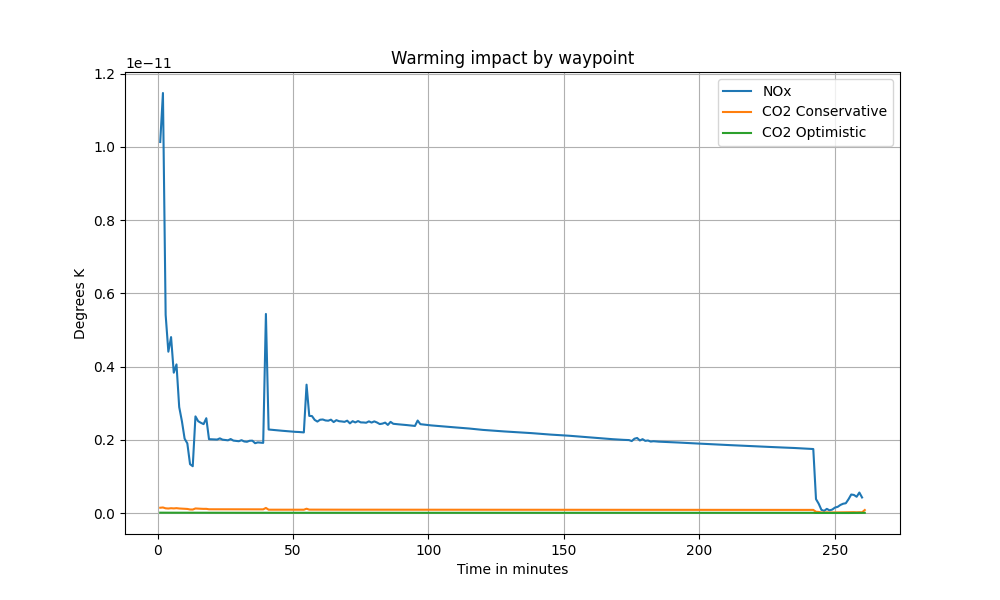 Warming impact by waypoint
1e−11
1.2
1.0
0.8
0.6
0.4
0.2
0.0
Degrees K
NOx
CO2 Conservative
CO2 Optimistic
0 50 100 150 200 250
Time in minutes